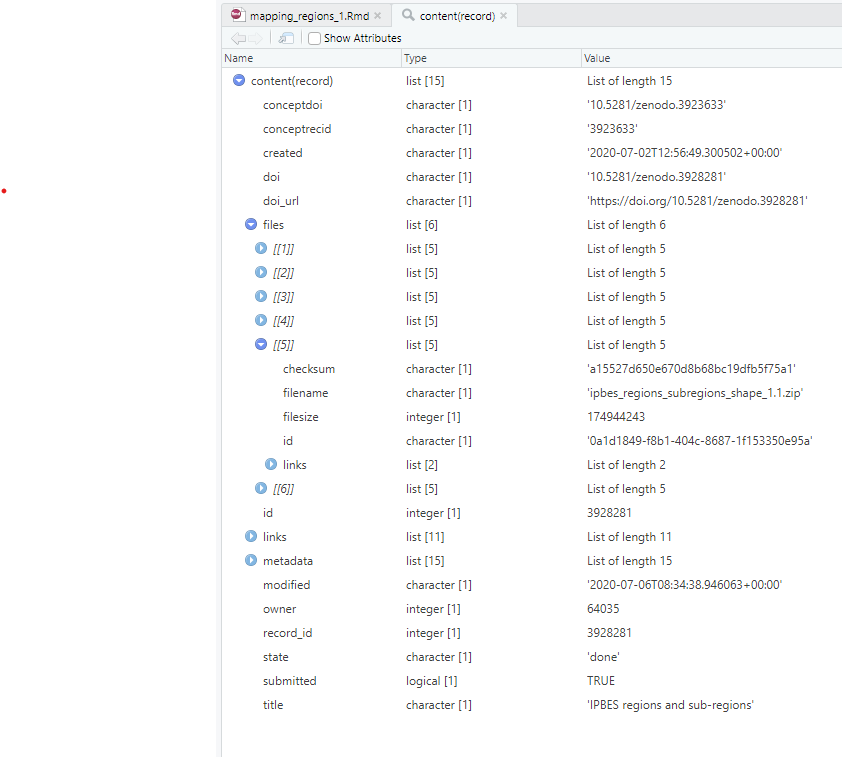 mapping_regions_1.Rmd × content(record) ×
Show Attributes
Name Type Value
content(record) list [15] List of length 15
conceptdoi character [1] '10.5281/zenodo.3923633'
conceptrecid character [1] '3923633'
created character [1] '2020-07-02T12:56:49.300502+00:00'
doi character [1] '10.5281/zenodo.3928281'
doi_url character [1] 'https://doi.org/10.5281/zenodo.3928281'
files list [6] List of length 6
[[1]] list [5] List of length 5
[[2]] list [5] List of length 5
[[3]] list [5] List of length 5
[[4]] list [5] List of length 5
[[5]] list [5] List of length 5
checksum character [1] 'a15527d650e670d8b68bc19dfb5f75a1'
filename character [1] 'ipbes_regions_subregions_shape_1.1.zip'
filesize integer [1] 174944243
id character [1] '0a1d1849-f8b1-404c-8687-1f153350e95a'
links list [2] List of length 2
[[6]] list [5] List of length 5
id integer [1] 3928281
links list [11] List of length 11
metadata list [15] List of length 15
modified character [1] '2020-07-06T08:34:38.946063+00:00'
owner integer [1] 64035
record_id integer [1] 3928281
state character [1] 'done'
submitted logical [1] TRUE
title character [1] 'IPBES regions and sub-regions'